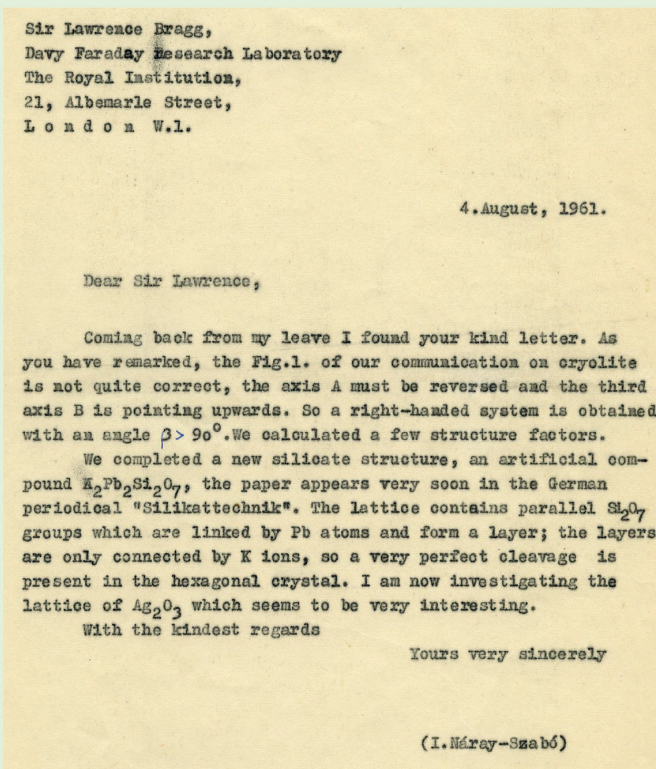 Sir Lawrence Bragg,
Davy Faraday Research Laboratory
The Royal Institution,
21, Albemarle Street,
L o n d o n W.1.
4.August, 1961.
Dear Sir Lawrence,
Coming back from my leave I found your kind letter. As
you have remarked, the Fig.1. of our communication on cryolite
is not quite correct, the axis A must be reversed and the third
axis B is pointing upwards. So a right-handed system is obtained
with an angle β > 90°.We calculated a few structure factors.
We completed a new silicate structure, an artificial com-
pound K₂Pb₂Si₂O₇, the paper appears very soon in the German
periodical "Silikattechnik". The lattice contains parallel Si₂O₇
groups which are linked by Pb atoms and form a layer; the layers
are only connected by K ions, so a very perfect cleavage is
present in the hexagonal crystal. I am now investigating the
lattice of Ag₂O₃ which seems to be very interesting.
With the kindest regards
Yours very sincerely
(I.Náray-Szabó)